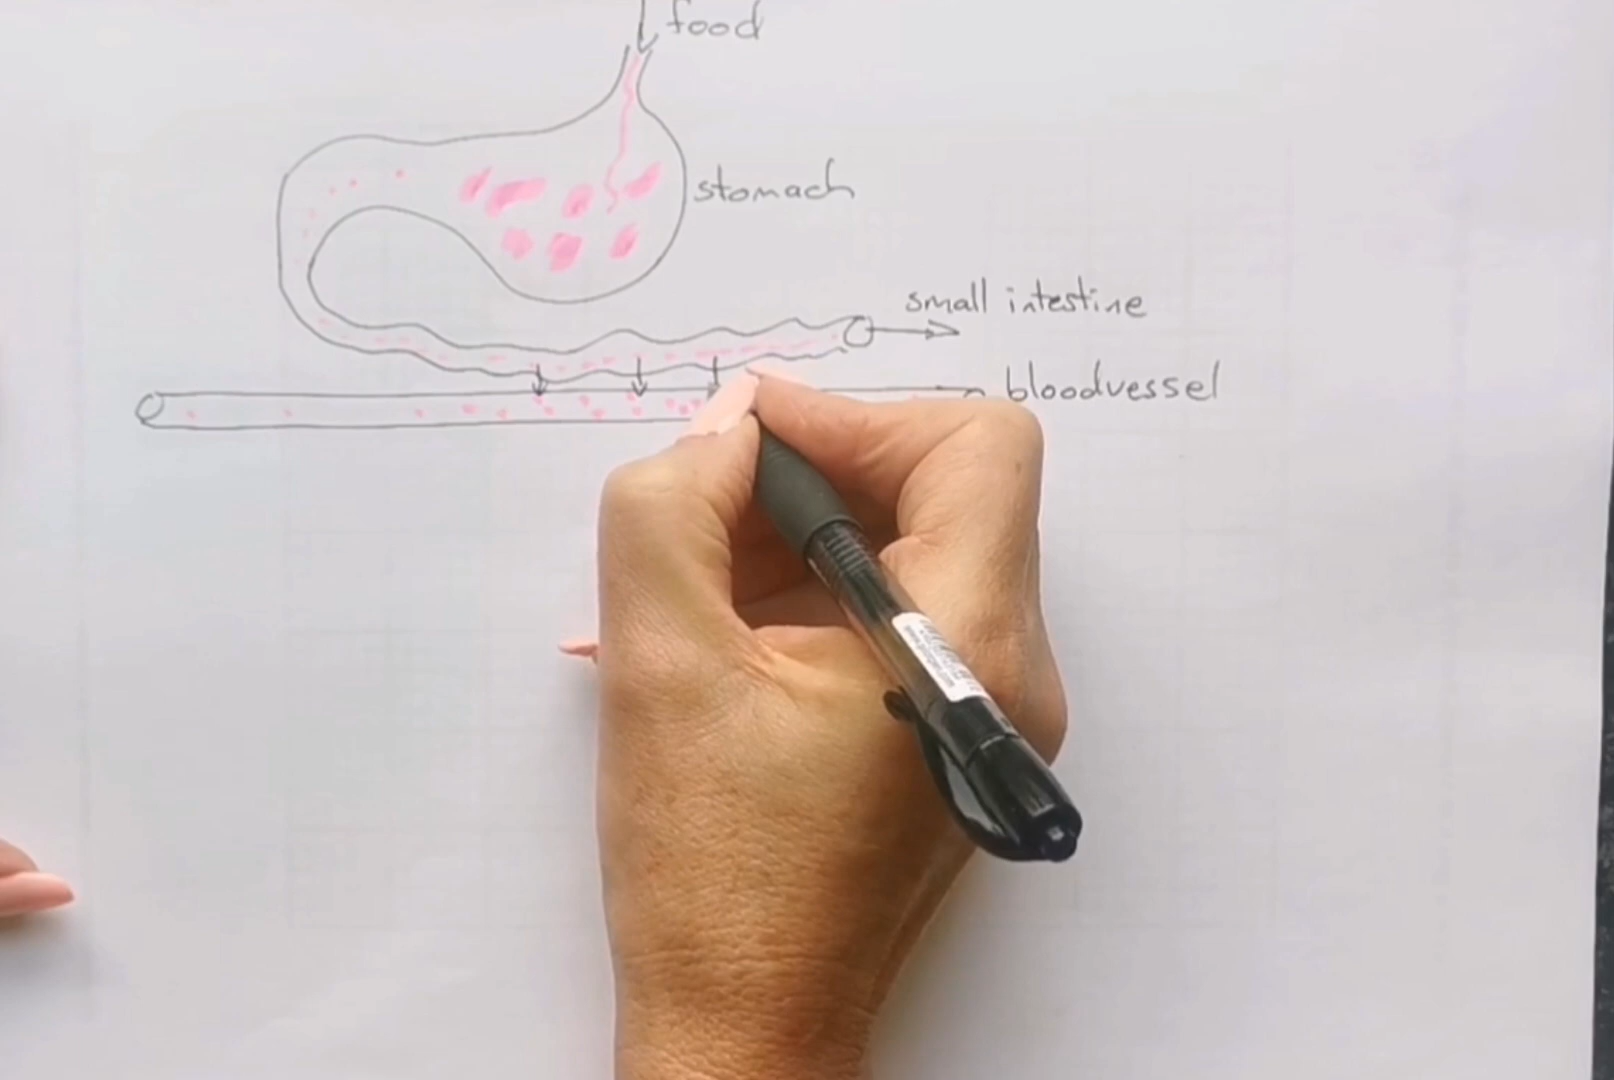 food
stomach
small intestine
bloodvessel